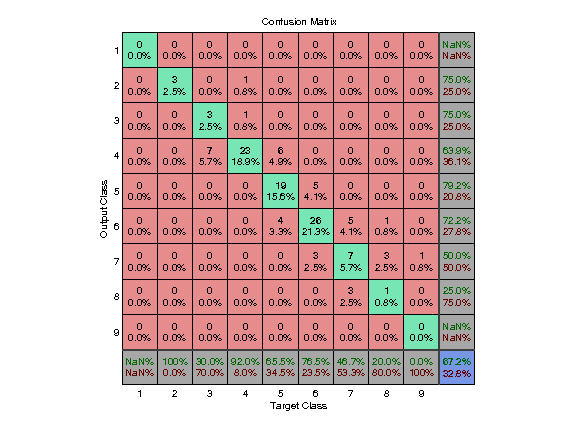 Confusion Matrix
0 0 0 0 0 0 0 0 0 NaN%
0.0% 0.0% 0.0% 0.0% 0.0% 0.0% 0.0% 0.0% 0.0% NaN%
1
0 3 0 1 0 0 0 0 0 75.0%
0.0% 2.5% 0.0% 0.8% 0.0% 0.0% 0.0% 0.0% 0.0% 25.0%
2
0 0 3 1 0 0 0 0 0 75.0%
0.0% 0.0% 2.5% 0.8% 0.0% 0.0% 0.0% 0.0% 0.0% 25.0%
3
0 0 7 23 6 0 0 0 0 63.9%
0.0% 0.0% 5.7% 18.9% 4.9% 0.0% 0.0% 0.0% 0.0% 36.1%
4
0 0 0 0 19 5 0 0 0 79.2%
0.0% 0.0% 0.0% 0.0% 15.6% 4.1% 0.0% 0.0% 0.0% 20.8%
5
0 0 0 0 4 26 5 1 0 72.2%
0.0% 0.0% 0.0% 0.0% 3.3% 21.3% 4.1% 0.8% 0.0% 27.8%
6
0 0 0 0 0 3 7 3 1 50.0%
0.0% 0.0% 0.0% 0.0% 0.0% 2.5% 5.7% 2.5% 0.8% 50.0%
7
0 0 0 0 0 0 3 1 0 25.0%
0.0% 0.0% 0.0% 0.0% 0.0% 0.0% 2.5% 0.8% 0.0% 75.0%
8
0 0 0 0 0 0 0 0 0 NaN%
0.0% 0.0% 0.0% 0.0% 0.0% 0.0% 0.0% 0.0% 0.0% NaN%
9
NaN% 100% 30.0% 92.0% 65.5% 76.5% 46.7% 20.0% 0.0% 67.2%
NaN% 0.0% 70.0% 8.0% 34.5% 23.5% 53.3% 80.0% 100% 32.8%
1 2 3 4 5 6 7 8 9
Target Class
Output Class